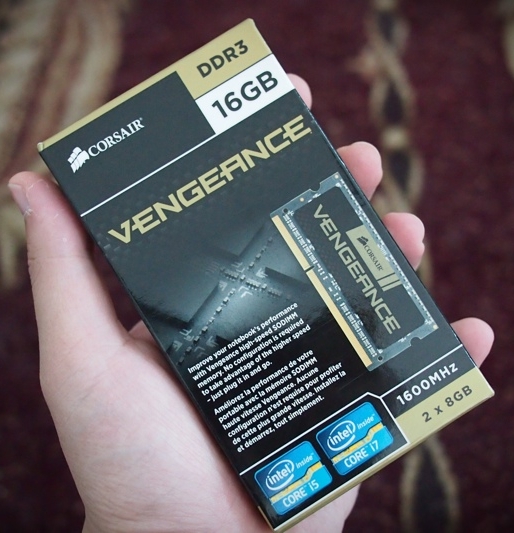 DDR3
16GB
CORSAIR
VENGEANCE
VENGEANCE
CORSAIR
Improve your notebook's performance
with Vengeance high-speed SODIMM
memory. No configuration is required
to take advantage of the higher speed
– just plug it in and go.
Améliorez la performance de votre
portable avec la mémoire SODIMM
haute vitesse Vengeance. Aucune
configuration n'est requise pour profiter
de cette plus grande vitesse. Installez la
et démarrez, tout simplement.
1600MHz
2 x 8GB
intel inside™
CORE i5
intel inside™
CORE i7